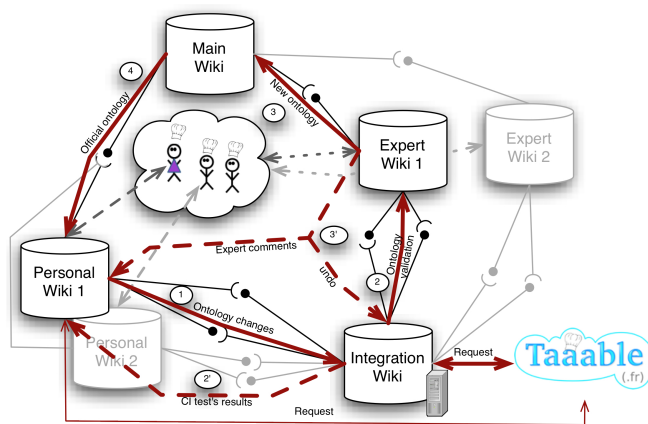 Main
Wiki
4
Official ontology
3
New ontology
Expert
Wiki 1
Expert
Wiki 2
3'
Expert comments
undo
Ontology
validation
2
Personal
Wiki 1
1
Ontology changes
Personal
Wiki 2
2'
CI test's results
Integration
Wiki
Request
Taaable
(.fr)
Request